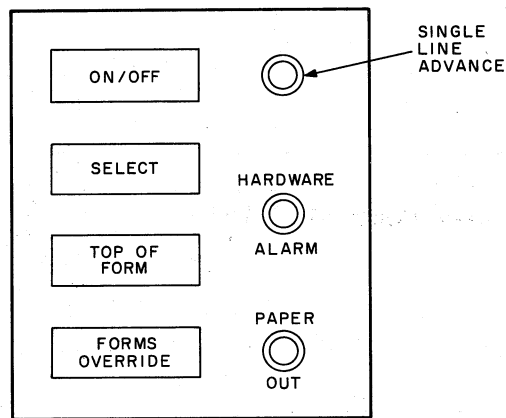 SINGLE
LINE
ADVANCE
ON/OFF
SELECT
HARDWARE
ALARM
TOP OF
FORM
PAPER
OUT
FORMS
OVERRIDE